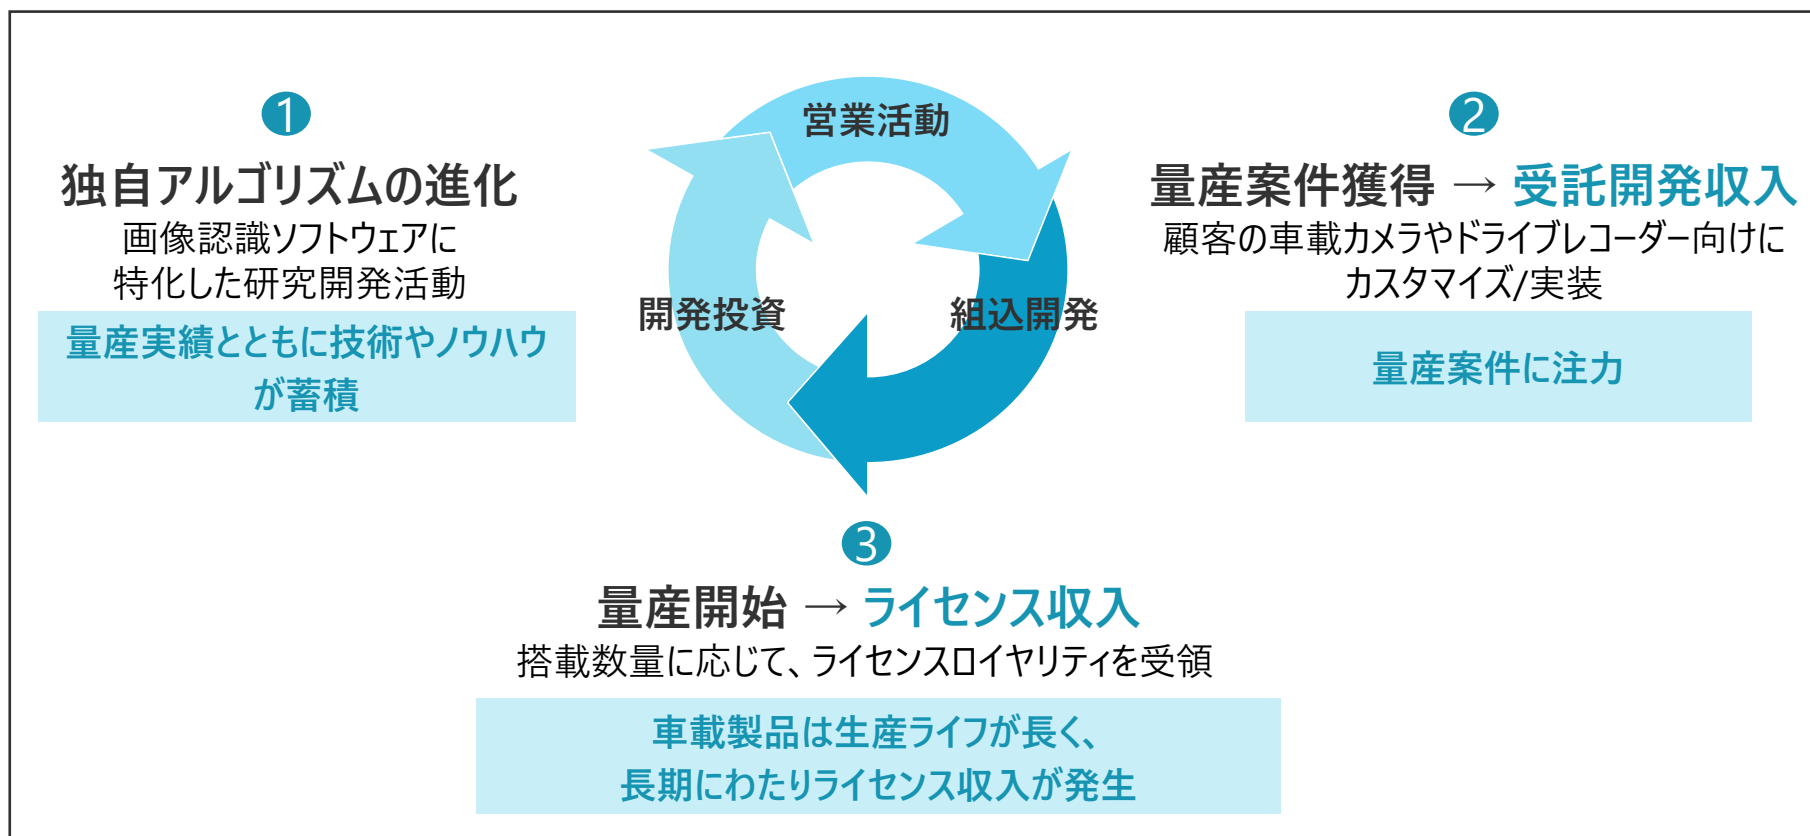 1
独自アルゴリズムの進化
画像認識ソフトウェアに
特化した研究開発活動
量産実績とともに技術やノウハウ
が蓄積
営業活動
開発投資
組込開発
2
量産案件獲得 → 受託開発収入
顧客の車載カメラやドライブレコーダー向けに
カスタマイズ/実装
量産案件に注力
3
量産開始 → ライセンス収入
搭載数量に応じて、ライセンスロイヤリティを受領
車載製品は生産ライフが長く、
長期にわたりライセンス収入が発生